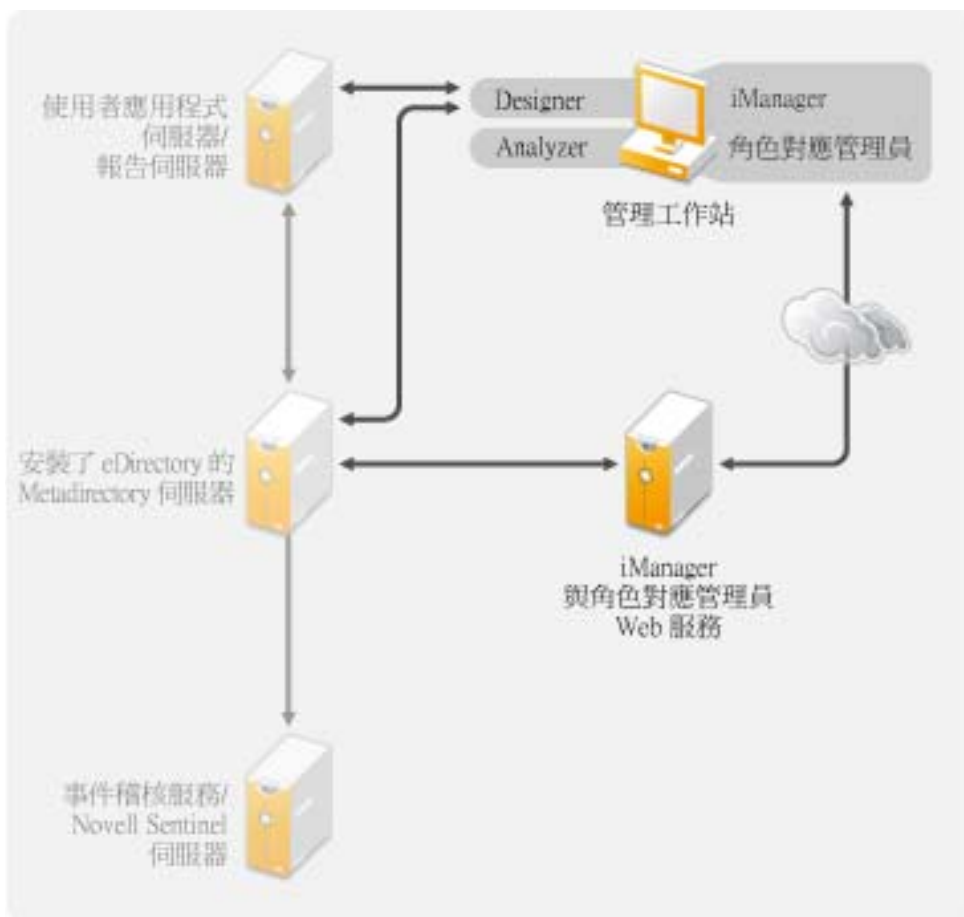 使用者應用程式
伺服器/
報告伺服器
Designer
Analyzer
iManager
角色對應管理員
管理工作站
安裝了 eDirectory 的
Metadirectory 伺服器
iManager
與角色對應管理員
Web 服務
事件稽核服務/
Novell Sentinel
伺服器